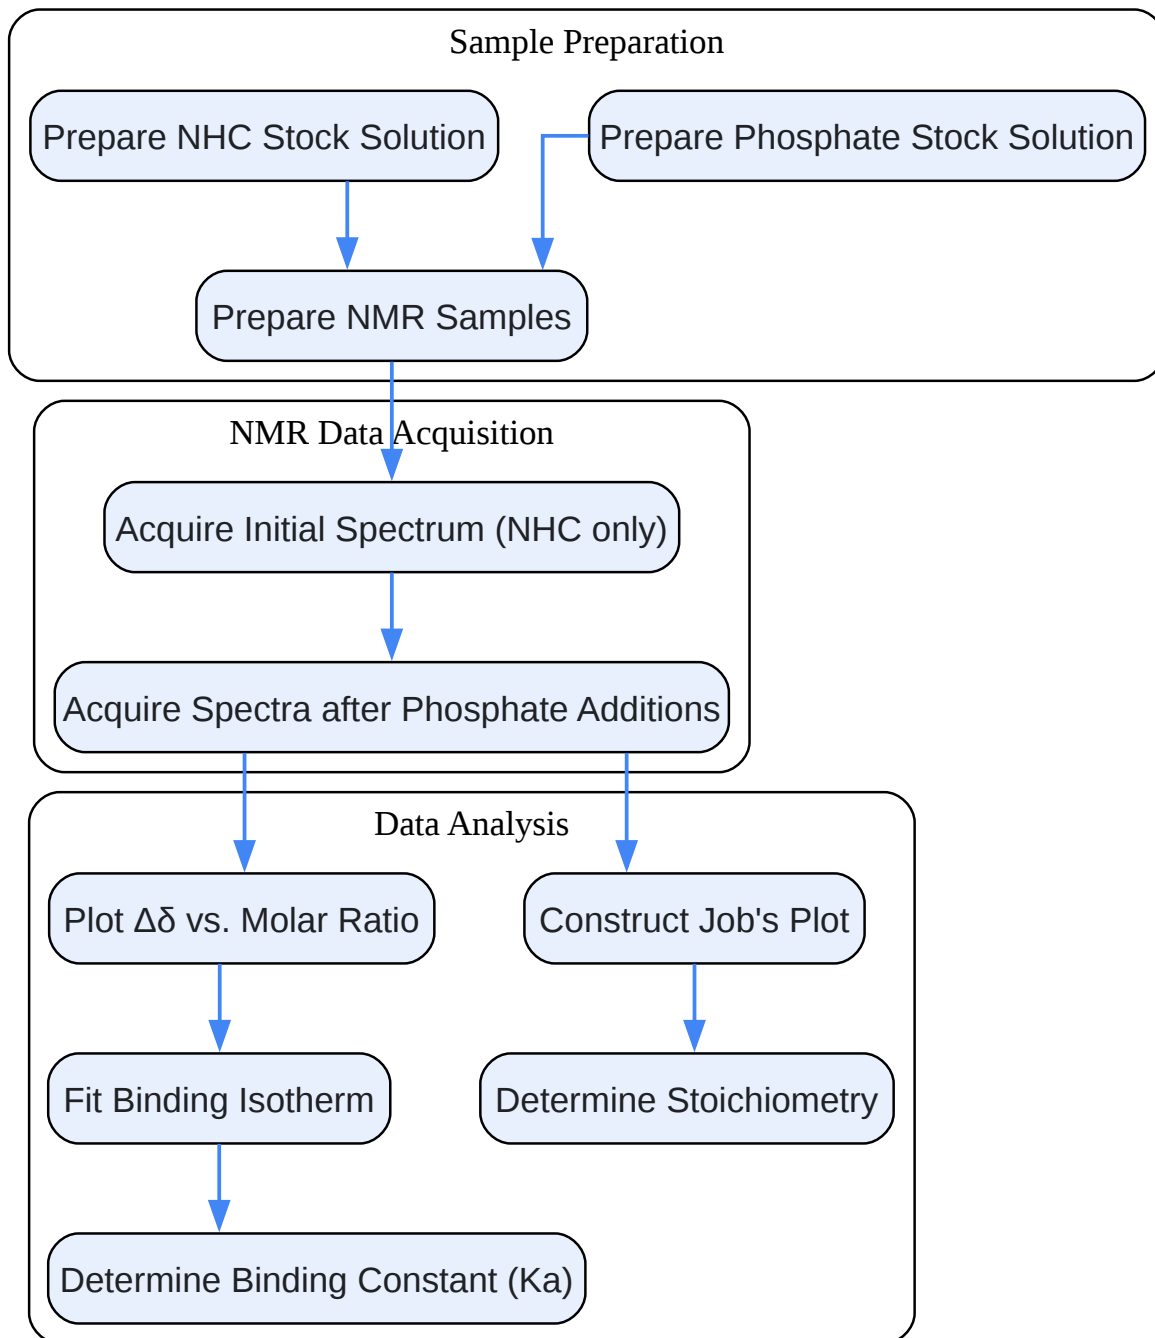 Sample Preparation
Prepare NHC Stock Solution
Prepare Phosphate Stock Solution
Prepare NMR Samples
NMR Data Acquisition
Acquire Initial Spectrum (NHC only)
Acquire Spectra after Phosphate Additions
Data Analysis
Plot Δδ vs. Molar Ratio
Construct Job's Plot
Fit Binding Isotherm
Determine Stoichiometry
Determine Binding Constant (Ka)